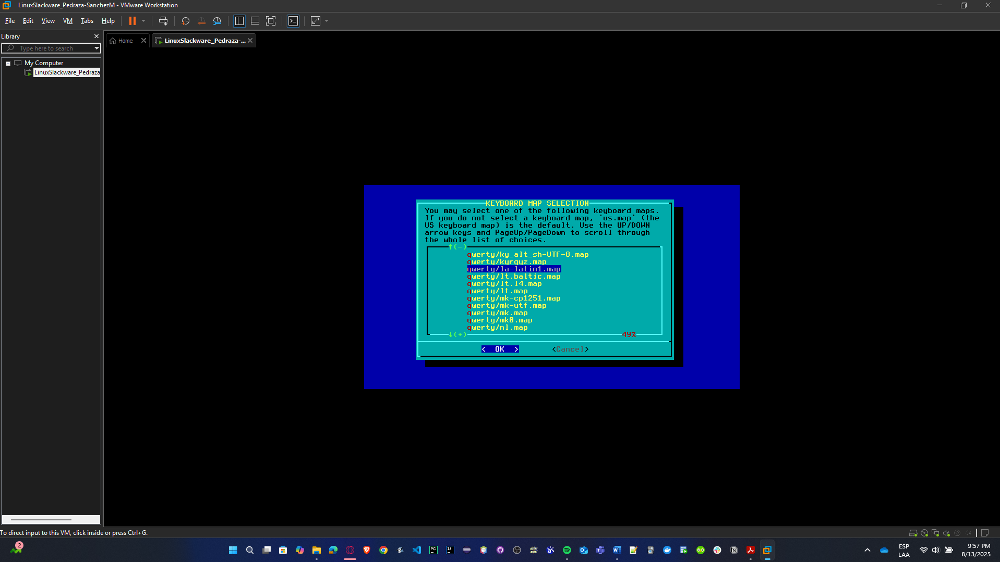 LinuxSlackware_Pedraza-SanchezM - VMware Workstation
File Edit View VM Tabs Help
Library
Home
LinuxSlackware_Pedraza-...
Type here to search
My Computer
LinuxSlackware_Pedraza
KEYBOARD MAP SELECTION
You may select one of the following keyboard maps.
If you do not select a keyboard map, 'us.map' (the
US keyboard map) is the default. Use the UP/DOWN
arrow keys and PageUp/PageDown to scroll through
the whole list of choices.
↑(-)
qwerty/ky_alt_sh-UTF-8.map
qwerty/kyrgyz.map
qwerty/la-latin1.map
qwerty/lt.baltic.map
qwerty/lt.l4.map
qwerty/lt.map
qwerty/mk-cp1251.map
qwerty/mk-utf.map
qwerty/mk.map
qwerty/mk0.map
qwerty/nl.map
↓(+) 49%
< OK > <Cancel>
To direct input to this VM, click inside or press Ctrl+G.
2
ESP
LAA
9:57 PM
8/13/2025